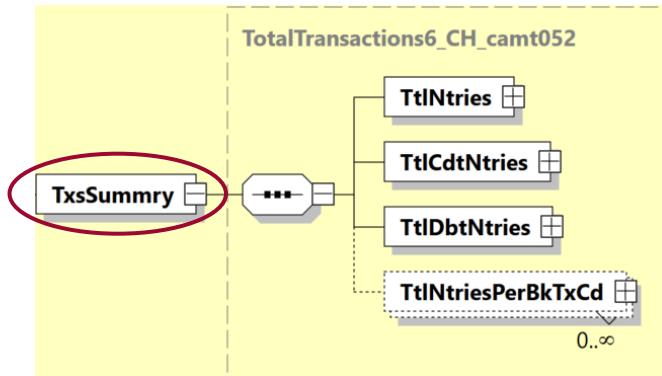 TotalTransactions6_CH_camt052
TtlNtries
TtlCdtNtries
TxsSummry
TtlDbtNtries
TtlNtriesPerBkTxCd
0..∞